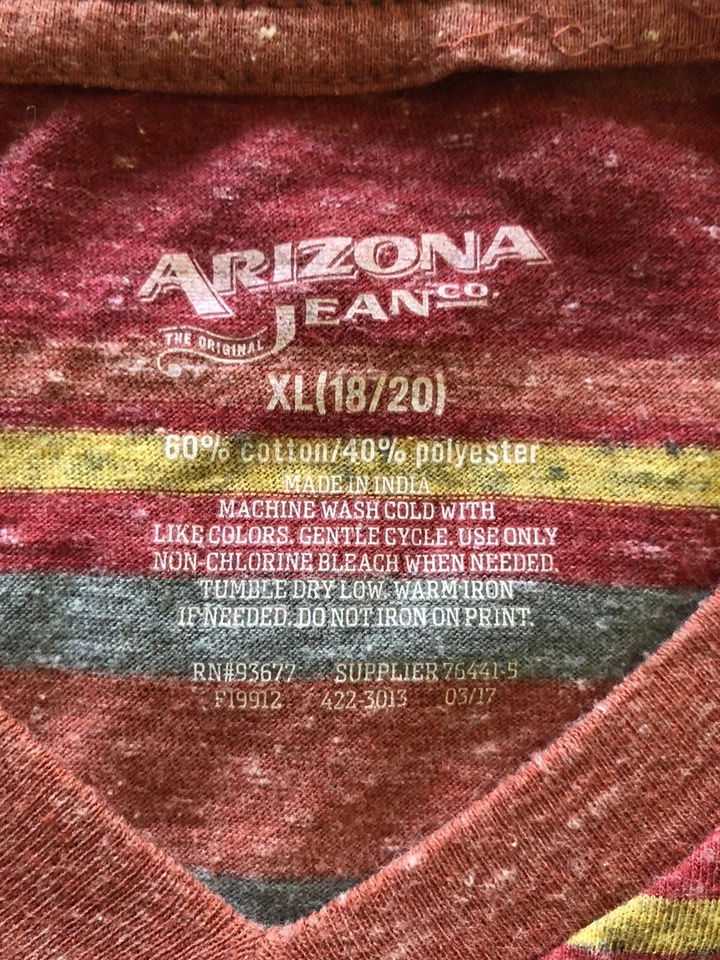 ARIZONA
JEAN CO.
THE ORIGINAL
XL(18/20)
60% cotton/40% polyester
MADE IN INDIA
MACHINE WASH COLD WITH
LIKE COLORS. GENTLE CYCLE. USE ONLY
NON-CHLORINE BLEACH WHEN NEEDED.
TUMBLE DRY LOW. WARM IRON
IF NEEDED. DO NOT IRON ON PRINT.
RN#93677 SUPPLIER 76441-5
F19912 422-3013 03/17